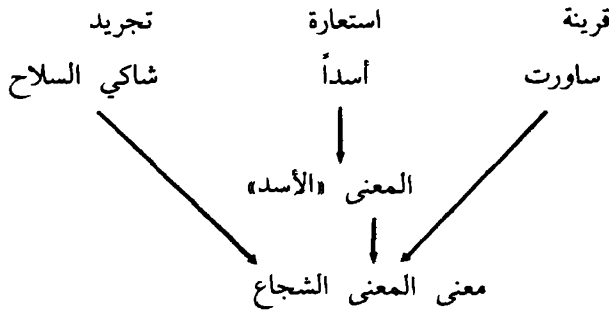 قرينة استعارة تجريد
ساورت أسداً شاكي السلاح
المعنى «الأسد»
معنى المعنى الشجاع